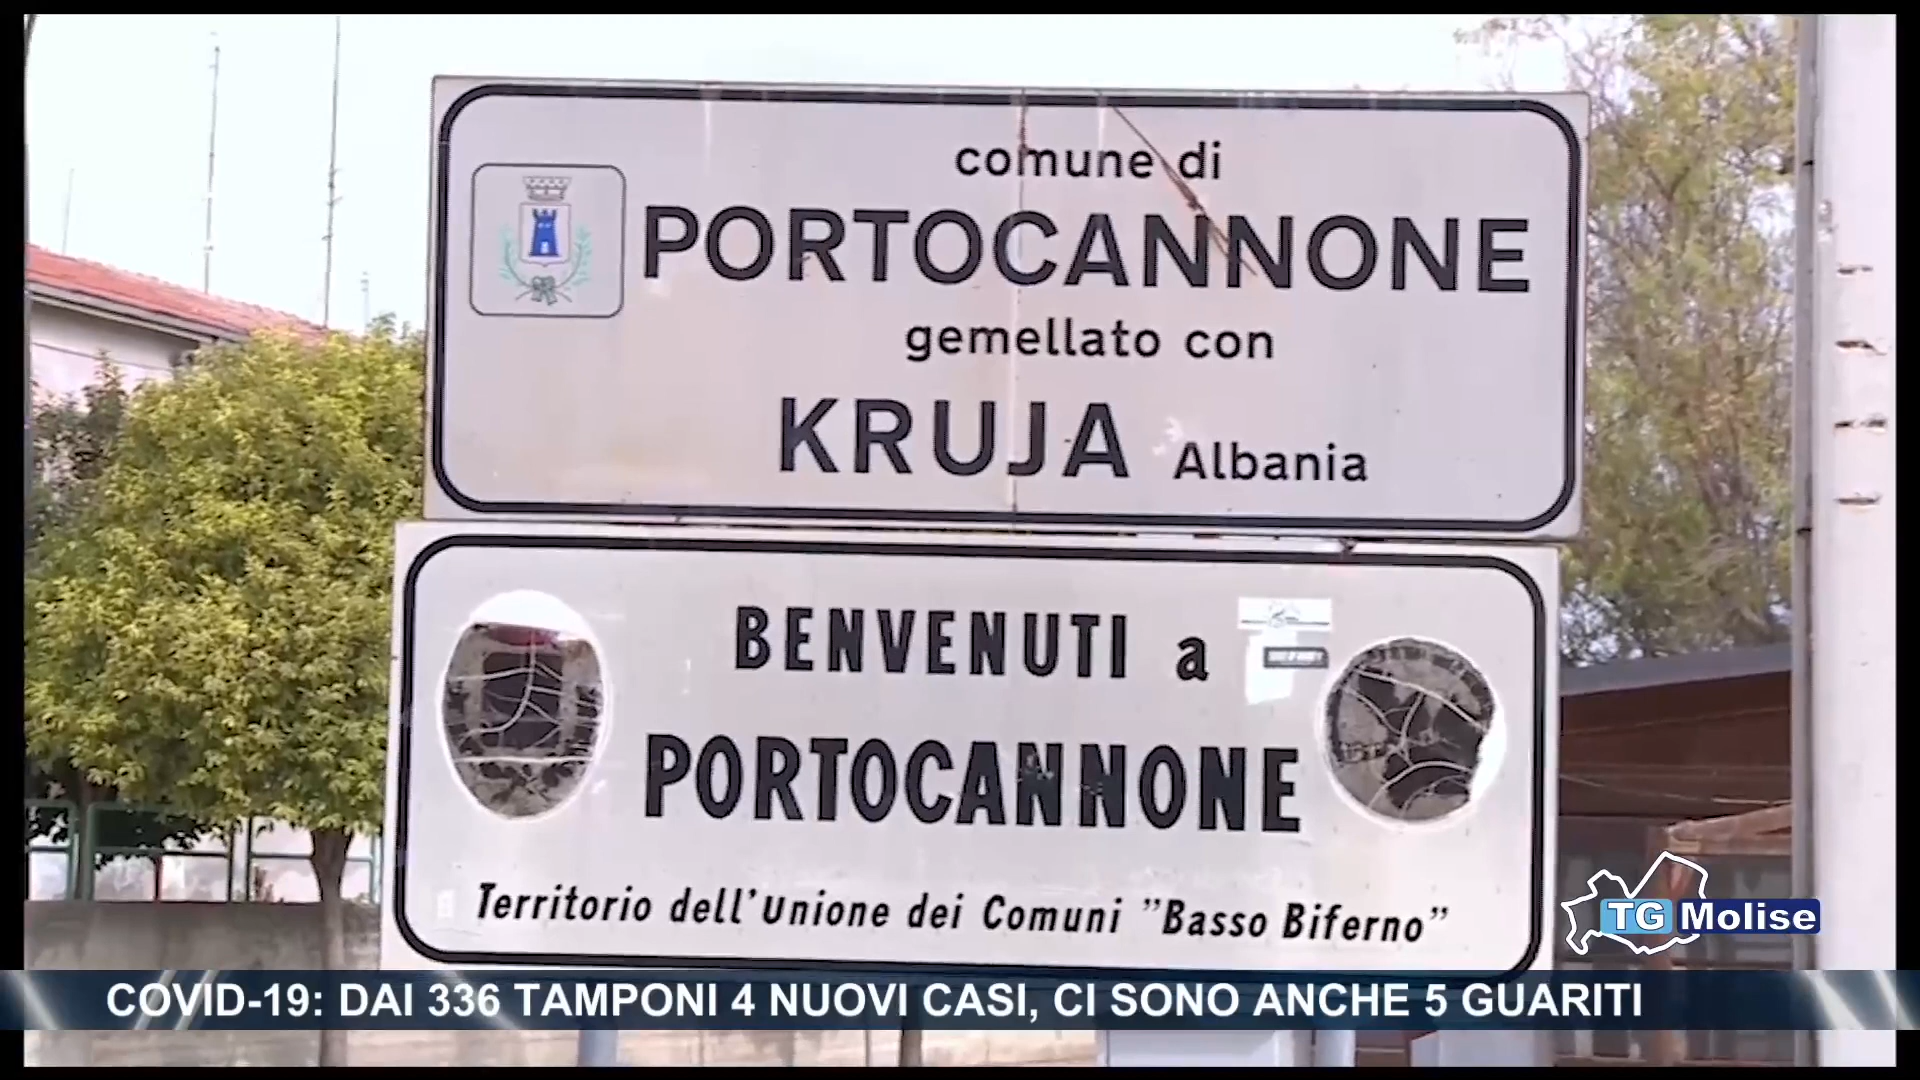 comune di
PORTOCANNONE
gemellato con
KRUJA Albania
BENVENUTI a
PORTOCANNONE
Territorio dell'Unione dei Comuni "Basso Biferno"
TG Molise
COVID-19: DAI 336 TAMPONI 4 NUOVI CASI, CI SONO ANCHE 5 GUARITI